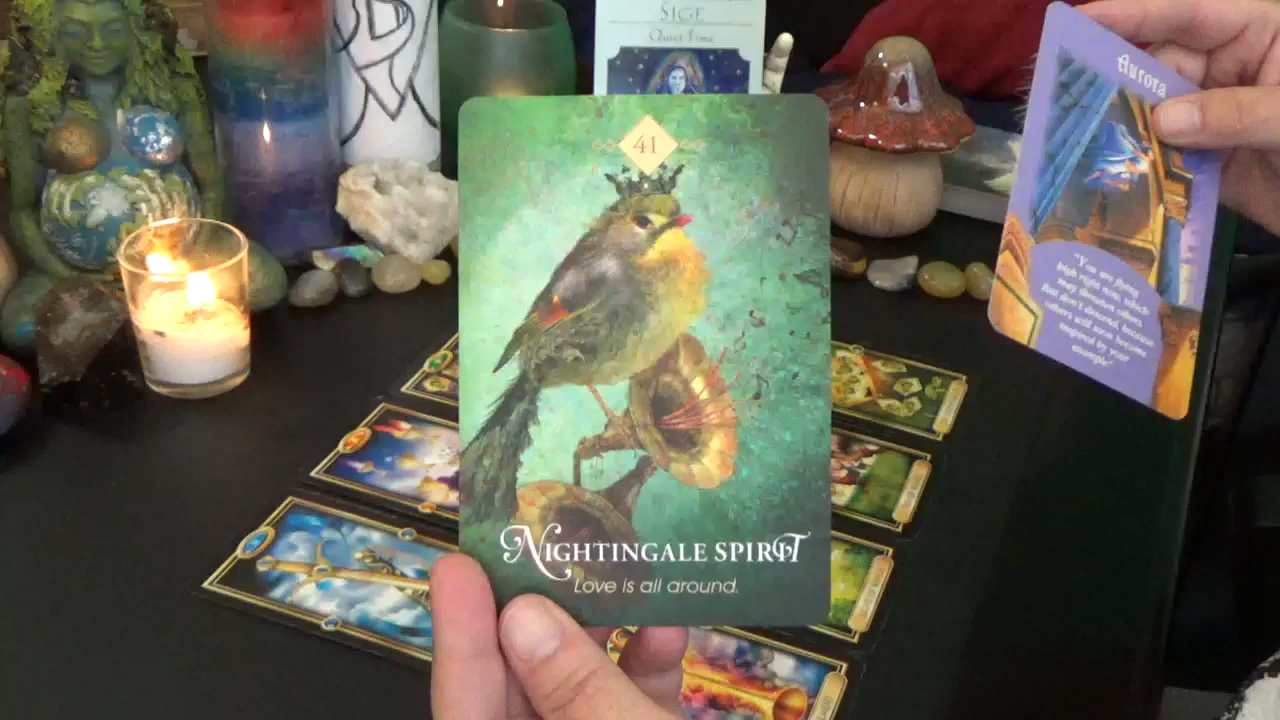 SIGE
Quiet Time
41
NIGHTINGALE SPIRIT
Love is all around.
Aurora
"You are flying
high right now, which
may threaten others.
But don't descend, because
others will soon become
inspired by your
example"